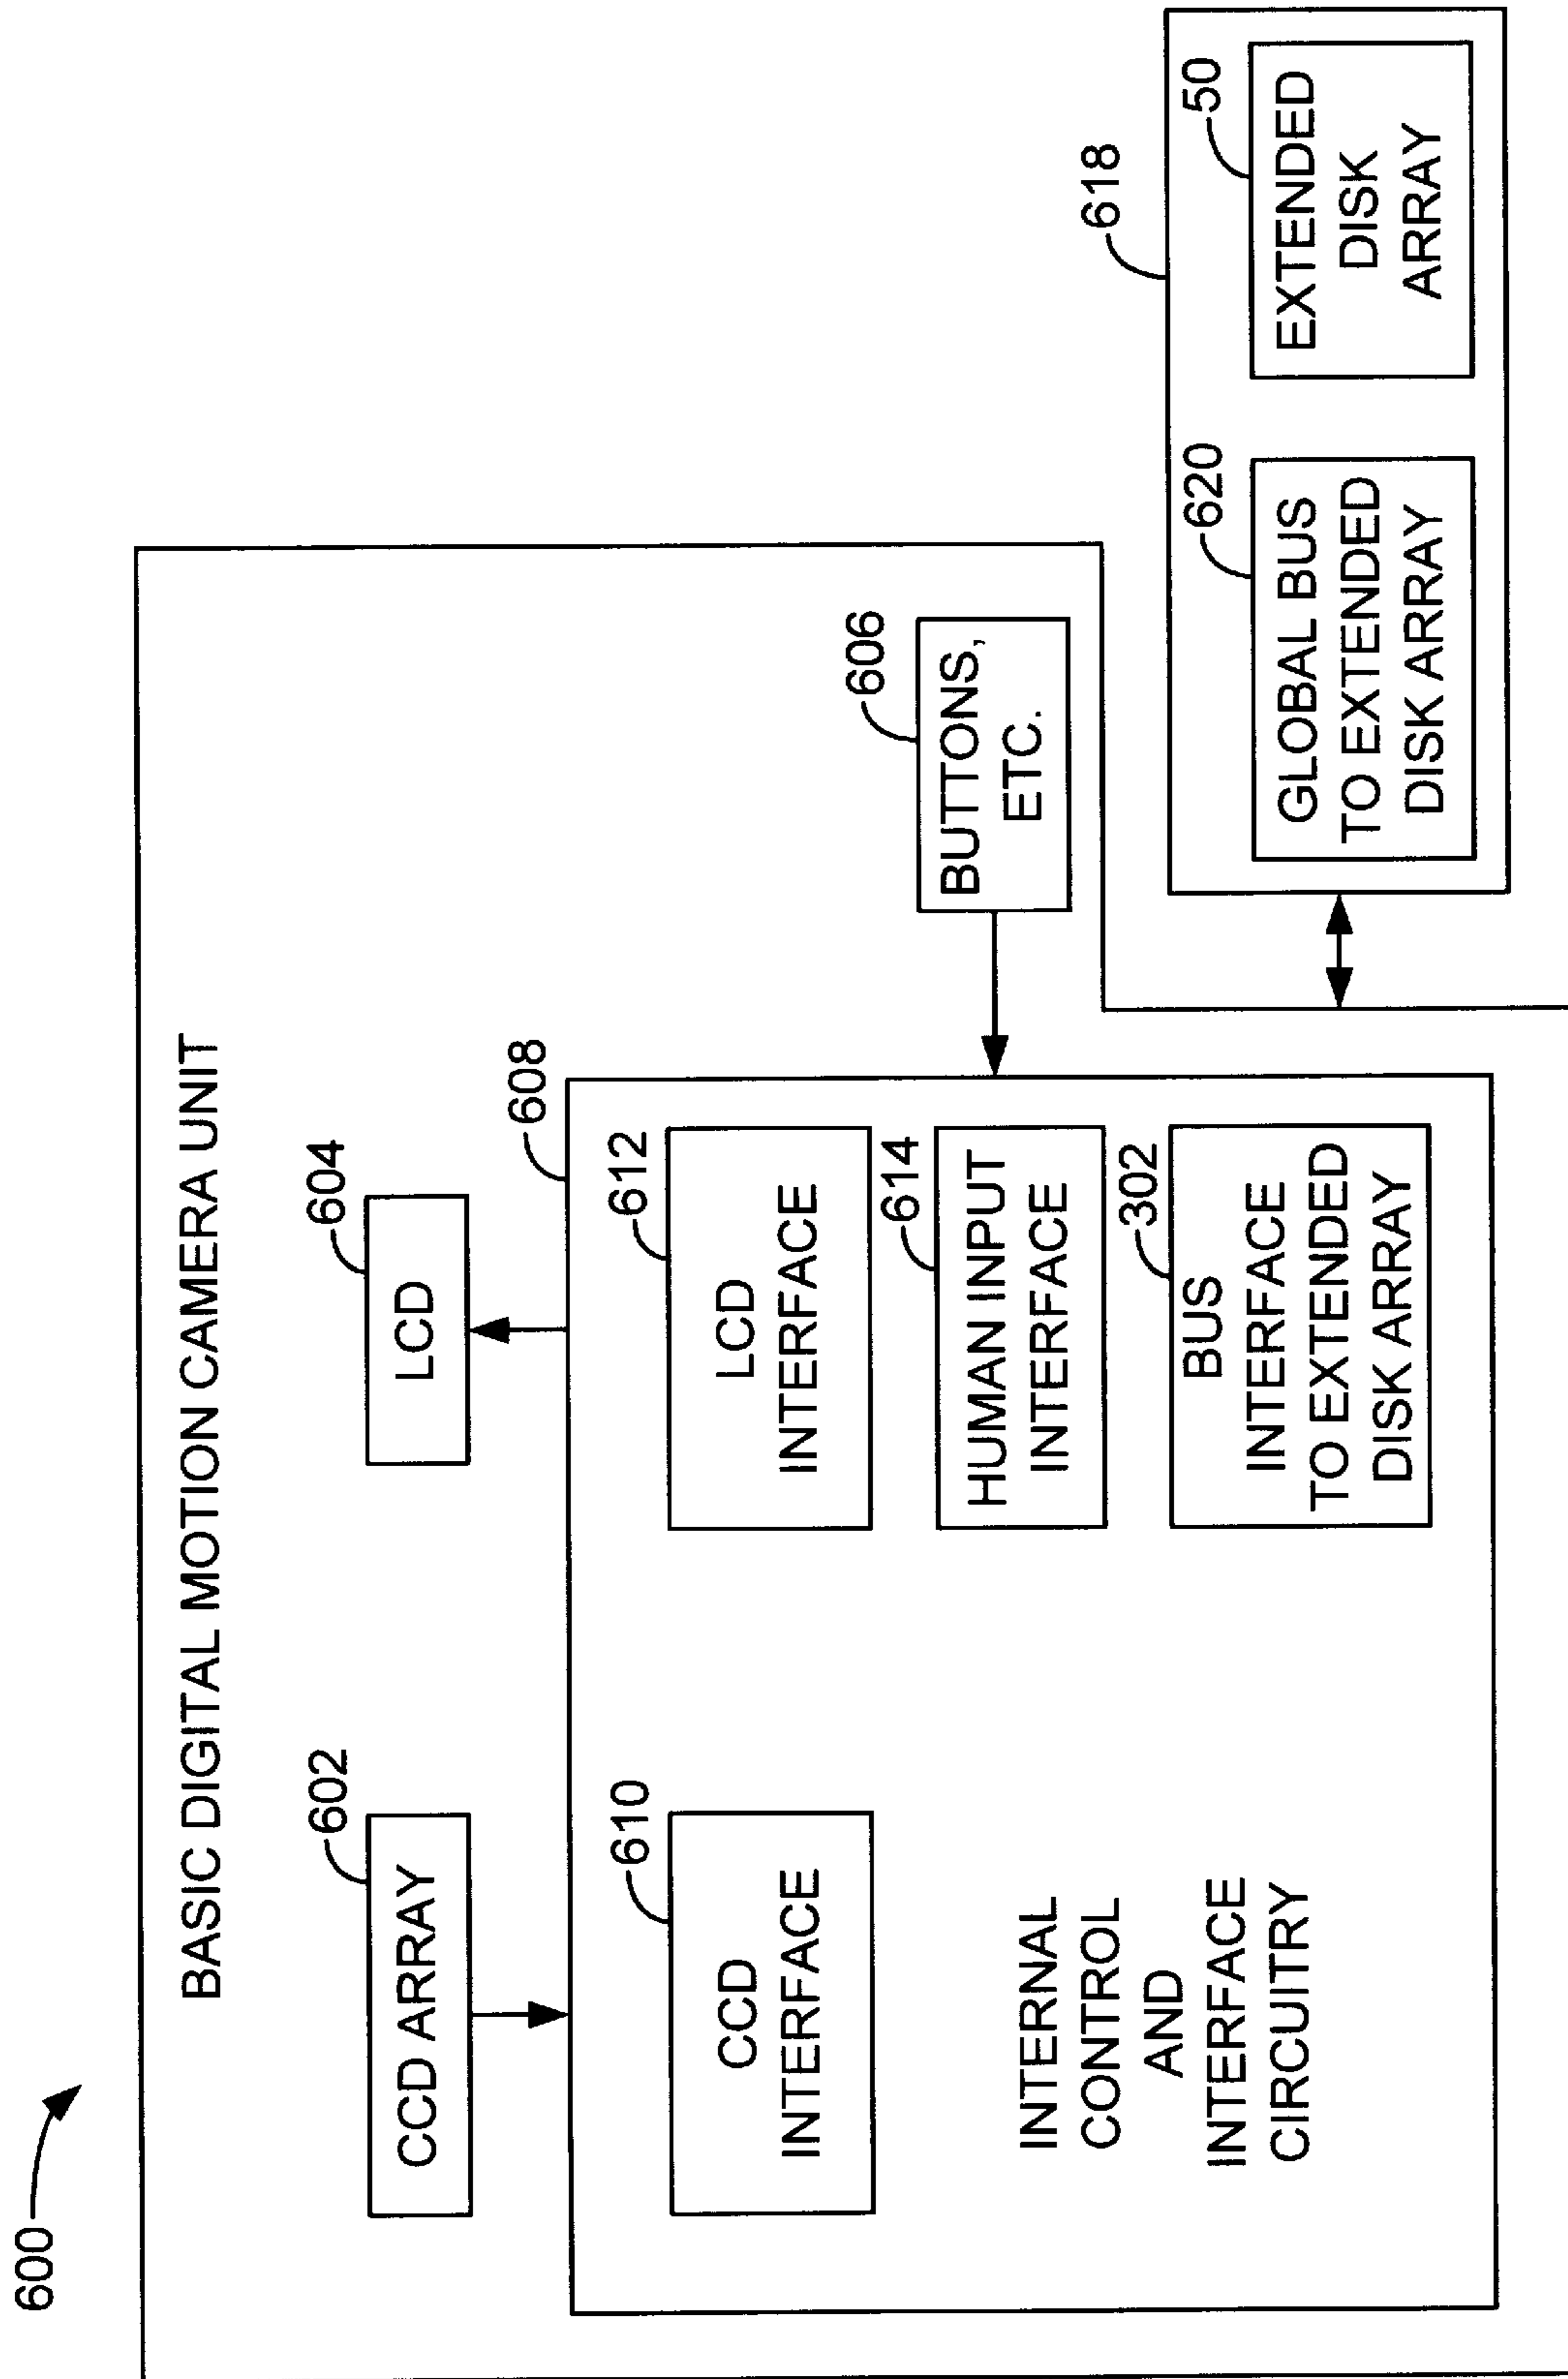 600
BASIC DIGITAL MOTION CAMERA UNIT
602
CCD ARRAY
604
LCD
608
610
CCD
INTERFACE
612
LCD
INTERFACE
606
BUTTONS,
ETC.
614
HUMAN INPUT
INTERFACE
INTERNAL
CONTROL
AND
INTERFACE
CIRCUITRY
302
BUS
INTERFACE
TO EXTENDED
DISK ARRAY
618
620
GLOBAL BUS
TO EXTENDED
DISK ARRAY
50
EXTENDED
DISK
ARRAY